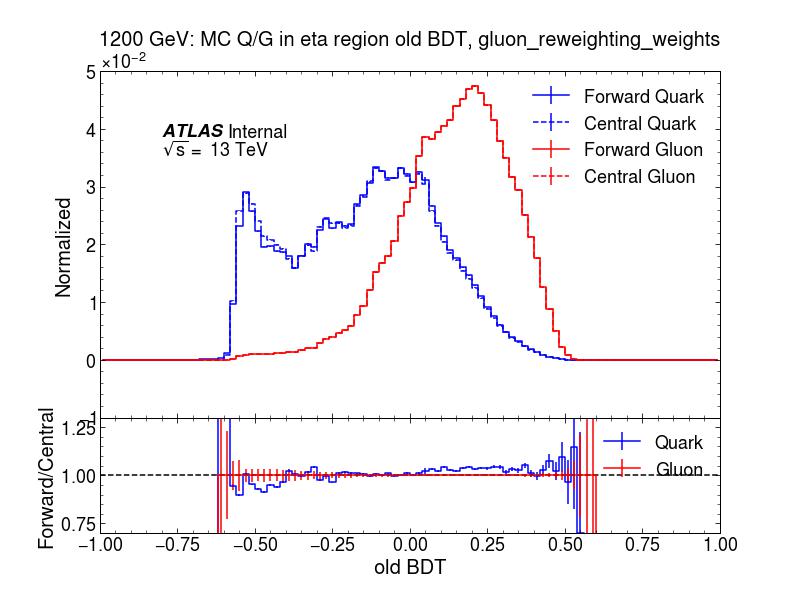 1200 GeV: MC Q/G in eta region old BDT, gluon_reweighting_weights
×10⁻²
5
4
3
2
1
0
−1
Normalized
ATLAS Internal
√s = 13 TeV
Forward Quark
Central Quark
Forward Gluon
Central Gluon
1.25
1.00
0.75
Forward/Central
Quark
Gluon
−1.00 −0.75 −0.50 −0.25 0.00 0.25 0.50 0.75 1.00
old BDT